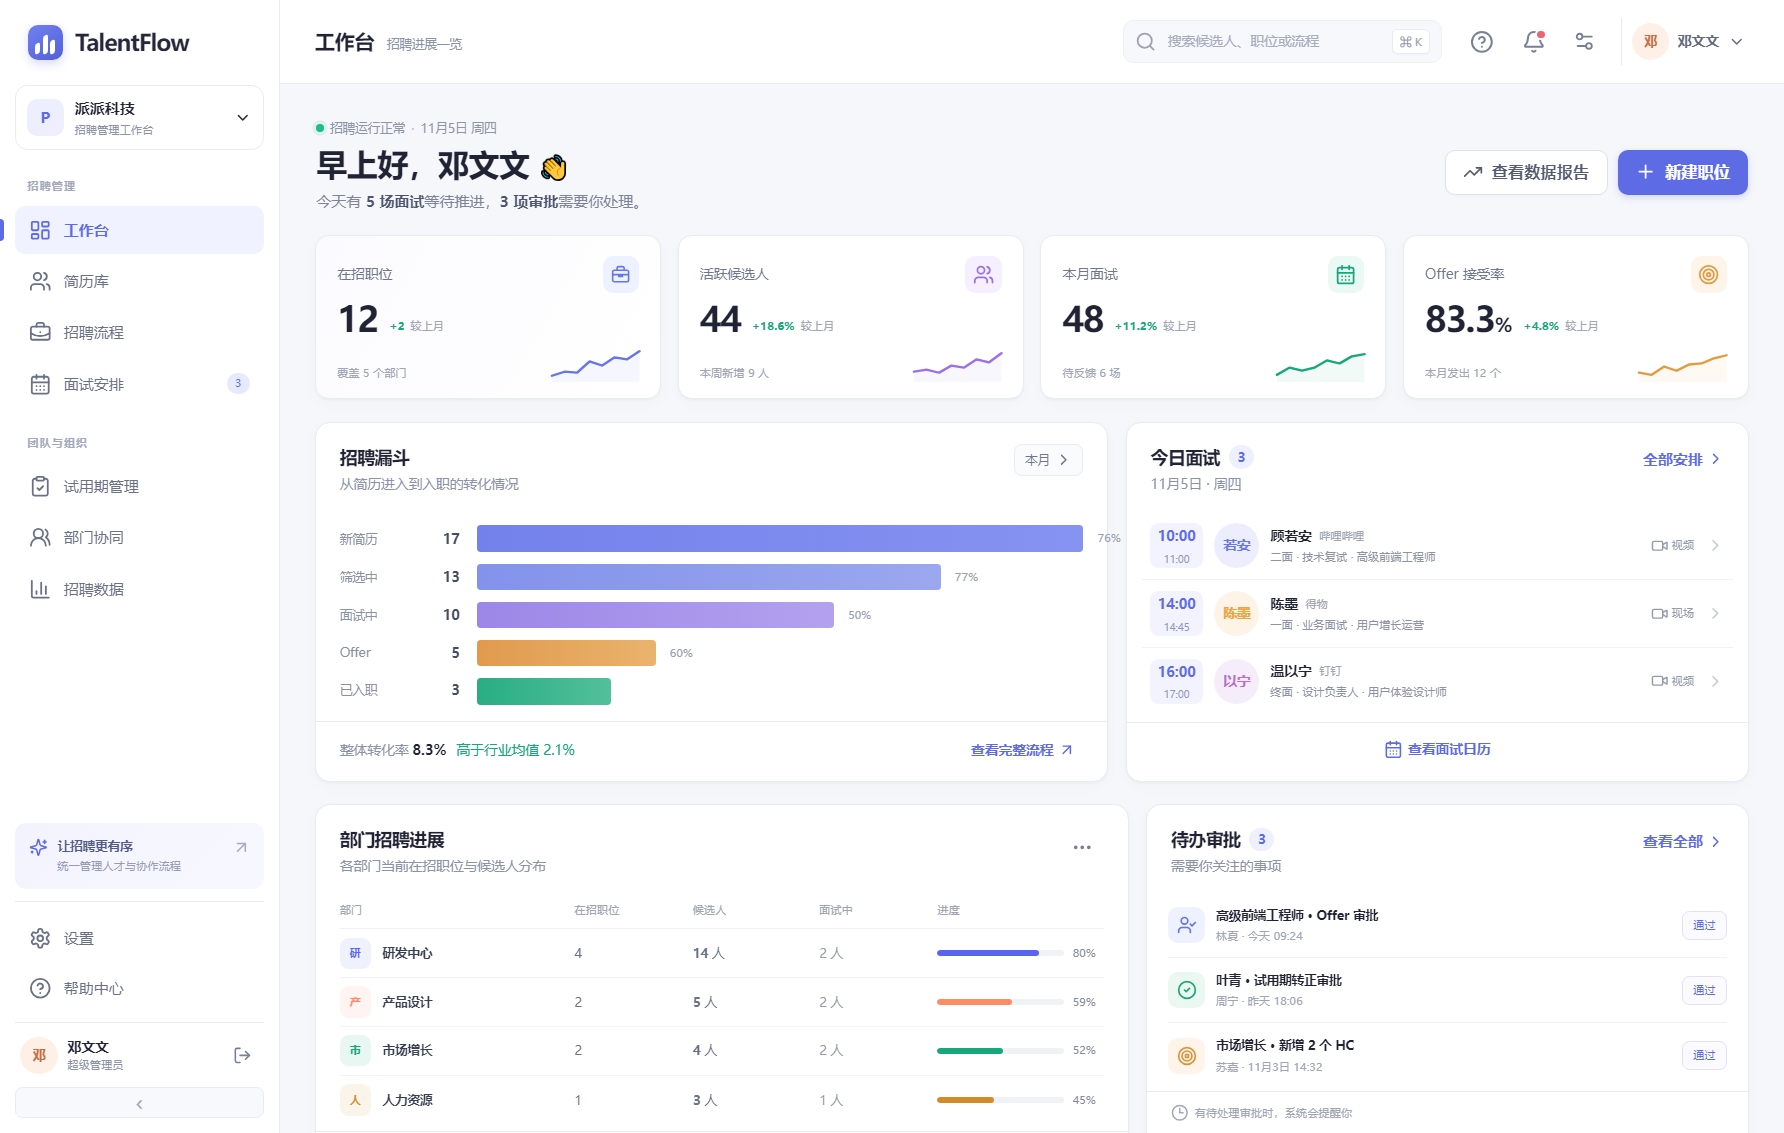 TalentFlow
P
派派科技
招聘管理工作台
招聘管理
工作台
简历库
招聘流程
面试安排
3
团队与组织
试用期管理
部门协同
招聘数据
让招聘更有序
统一管理人才与协作流程
设置
帮助中心
邓
邓文文
超级管理员
工作台 招聘进展一览
搜索候选人、职位或流程
⌘ K
邓
邓文文
招聘运行正常 · 11月5日 周四
早上好，邓文文 👋
今天有 5 场面试等待推进，3 项审批需要你处理。
查看数据报告
新建职位
在招职位
12 +2 较上月
覆盖 5 个部门
活跃候选人
44 +18.6% 较上月
本周新增 9 人
本月面试
48 +11.2% 较上月
待反馈 6 场
Offer 接受率
83.3% +4.8% 较上月
本月发出 12 个
招聘漏斗
从简历进入到入职的转化情况
本月
新简历 17 76%
筛选中 13 77%
面试中 10 50%
Offer 5 60%
已入职 3
整体转化率 8.3% 高于行业均值 2.1%
查看完整流程
今日面试 3
11月5日 · 周四
全部安排
10:00
11:00
若安
顾若安 哔哩哔哩
二面 · 技术复试 · 高级前端工程师
视频
14:00
14:45
陈墨
陈墨 得物
一面 · 业务面试 · 用户增长运营
现场
16:00
17:00
以宁
温以宁 钉钉
终面 · 设计负责人 · 用户体验设计师
视频
查看面试日历
部门招聘进展
各部门当前在招职位与候选人分布
部门 在招职位 候选人 面试中 进度
研 研发中心 4 14 人 2 人 80%
产 产品设计 2 5 人 2 人 59%
市 市场增长 2 4 人 2 人 52%
人 人力资源 1 3 人 1 人 45%
待办审批 3
需要你关注的事项
查看全部
高级前端工程师 • Offer 审批
林夏 · 今天 09:24
通过
叶青 • 试用期转正审批
周宁 · 昨天 18:06
通过
市场增长 • 新增 2 个 HC
苏嘉 · 11月3日 14:32
通过
有待处理审批时，系统会提醒你